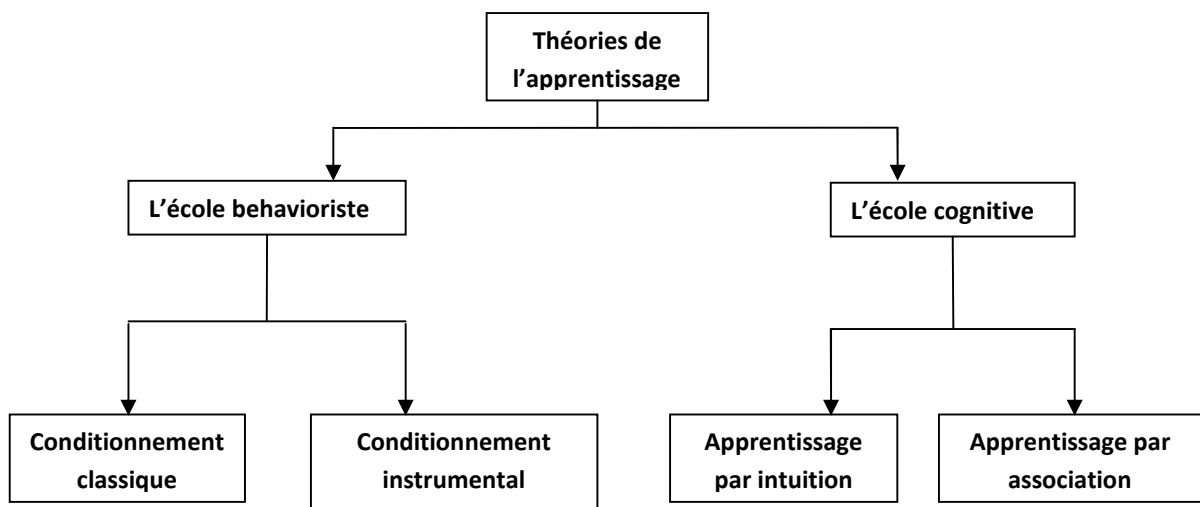 Théories de
l’apprentissage
L’école behavioriste
L’école cognitive
Conditionnement
classique
Conditionnement
instrumental
Apprentissage
par intuition
Apprentissage par
association